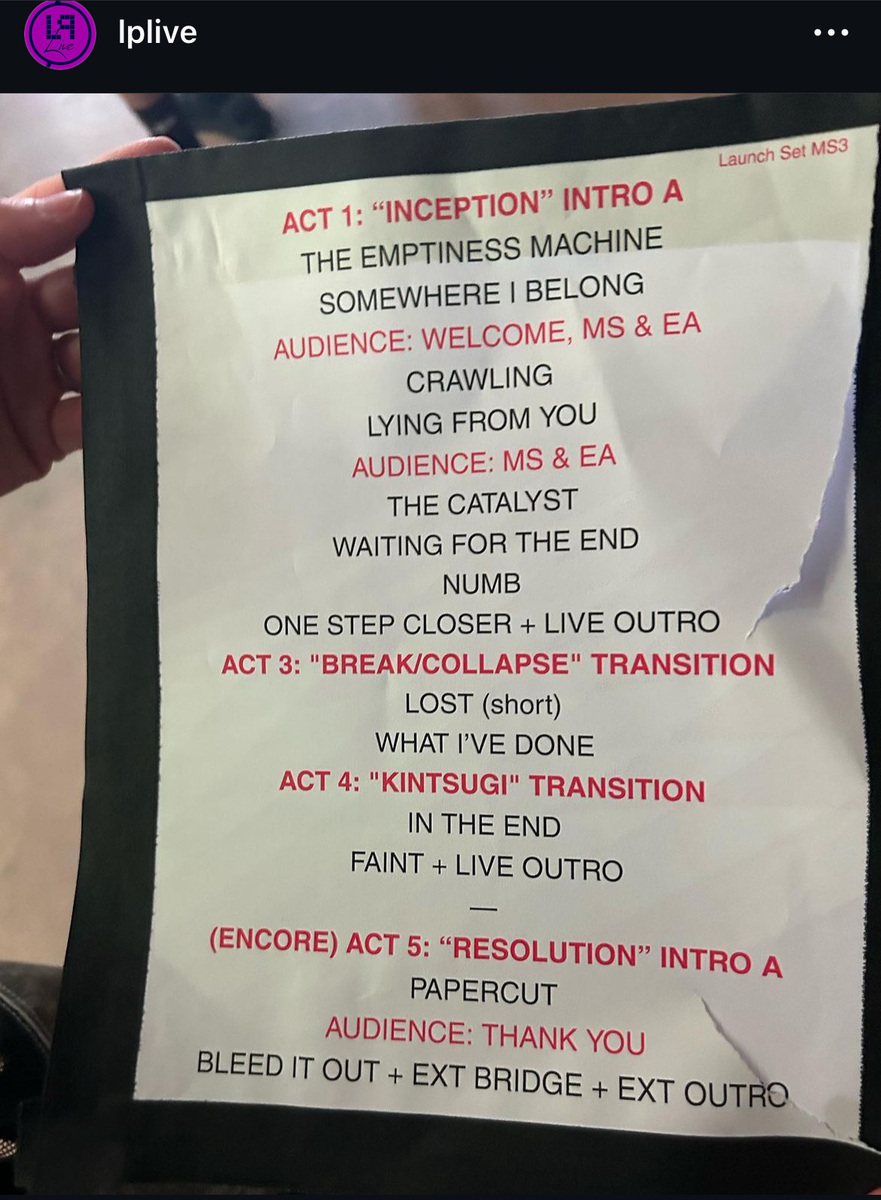 lplive
Launch Set MS3
ACT 1: “INCEPTION” INTRO A
THE EMPTINESS MACHINE
SOMEWHERE I BELONG
AUDIENCE: WELCOME, MS & EA
CRAWLING
LYING FROM YOU
AUDIENCE: MS & EA
THE CATALYST
WAITING FOR THE END
NUMB
ONE STEP CLOSER + LIVE OUTRO
ACT 3: "BREAK/COLLAPSE" TRANSITION
LOST (short)
WHAT I’VE DONE
ACT 4: "KINTSUGI" TRANSITION
IN THE END
FAINT + LIVE OUTRO
—
(ENCORE) ACT 5: “RESOLUTION” INTRO A
PAPERCUT
AUDIENCE: THANK YOU
BLEED IT OUT + EXT BRIDGE + EXT OUTRO